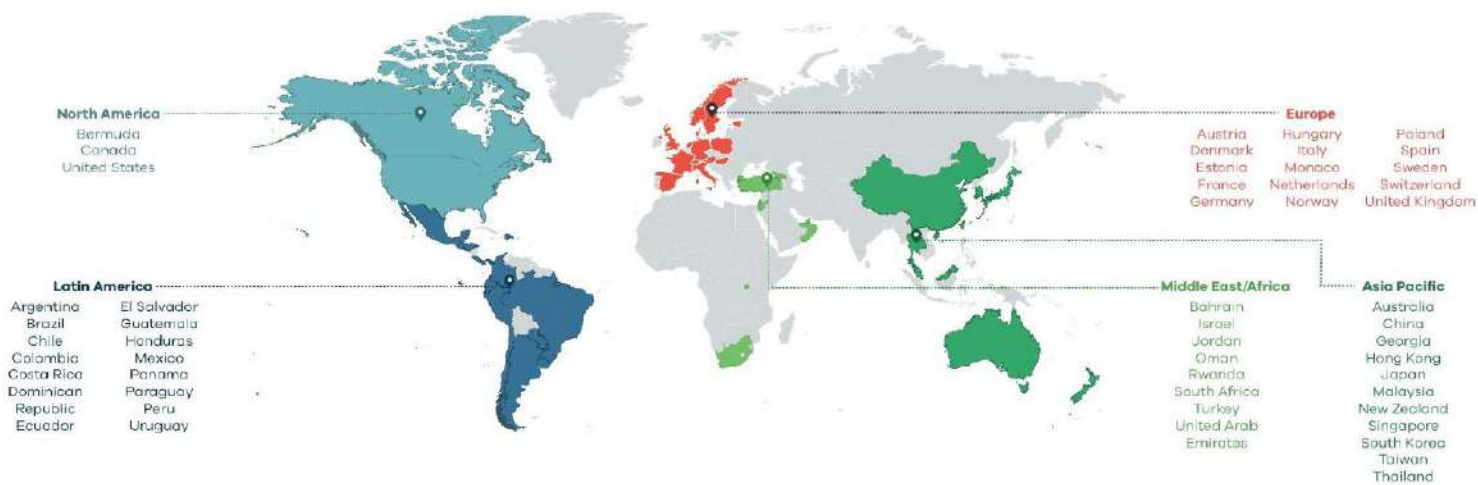 North America
Bermuda
Canada
United States
Latin America
Argentina
Brazil
Chile
Colombia
Costa Rica
Dominican
Republic
Ecuador
El Salvador
Guatemala
Honduras
Mexico
Panama
Paraguay
Peru
Uruguay
Europe
Austria
Denmark
Estonia
France
Germany
Hungary
Italy
Monaco
Netherlands
Norway
Poland
Spain
Sweden
Switzerland
United Kingdom
Middle East/Africa
Bahrain
Israel
Jordan
Oman
Rwanda
South Africa
Turkey
United Arab
Emirates
Asia Pacific
Australia
China
Georgia
Hong Kong
Japan
Malaysia
New Zealand
Singapore
South Korea
Taiwan
Thailand